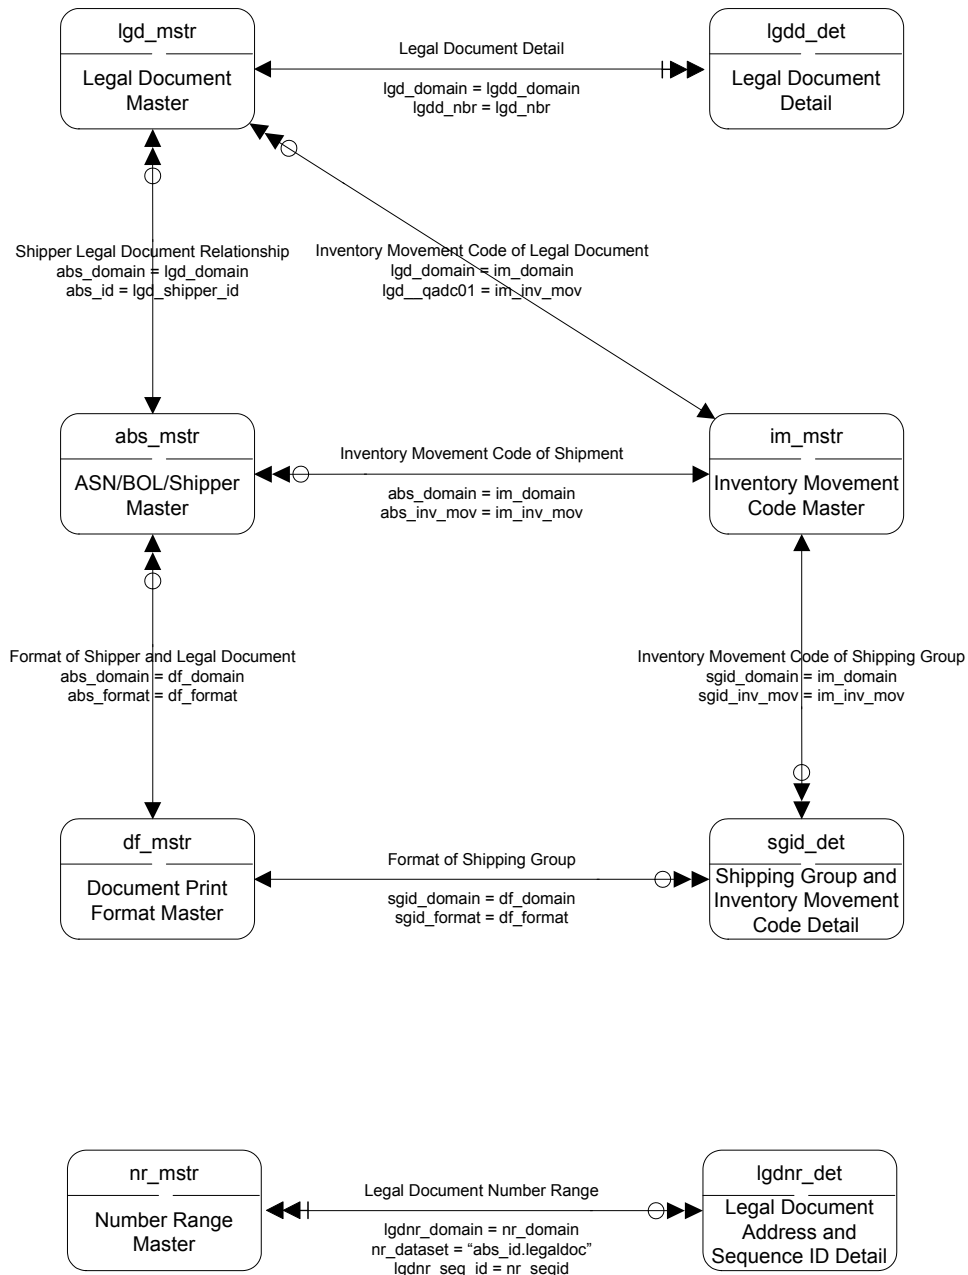 lgd_mstr
Legal Document
Master
Legal Document Detail
lgd_domain = lgdd_domain
lgdd_nbr = lgd_nbr
lgdd_det
Legal Document
Detail
Shipper Legal Document Relationship
abs_domain = lgd_domain
abs_id = lgd_shipper_id
Inventory Movement Code of Legal Document
lgd_domain = im_domain
lgd__qadc01 = im_inv_mov
abs_mstr
ASN/BOL/Shipper
Master
Inventory Movement Code of Shipment
abs_domain = im_domain
abs_inv_mov = im_inv_mov
im_mstr
Inventory Movement
Code Master
Format of Shipper and Legal Document
abs_domain = df_domain
abs_format = df_format
Inventory Movement Code of Shipping Group
sgid_domain = im_domain
sgid_inv_mov = im_inv_mov
df_mstr
Document Print
Format Master
Format of Shipping Group
sgid_domain = df_domain
sgid_format = df_format
sgid_det
Shipping Group and
Inventory Movement
Code Detail
nr_mstr
Number Range
Master
Legal Document Number Range
lgdnr_domain = nr_domain
nr_dataset = “abs_id.legaldoc”
lgdnr_seq_id = nr_seqid
lgdnr_det
Legal Document
Address and
Sequence ID Detail